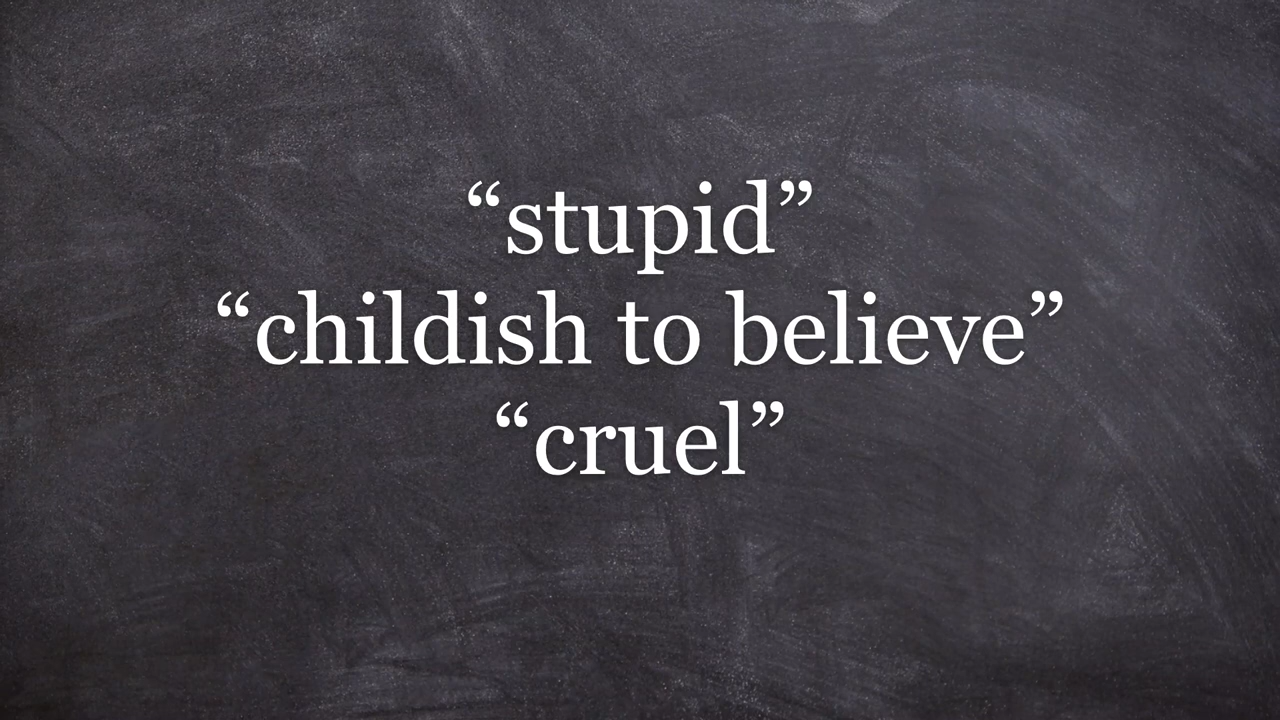 “stupid”
“childish to believe”
“cruel”